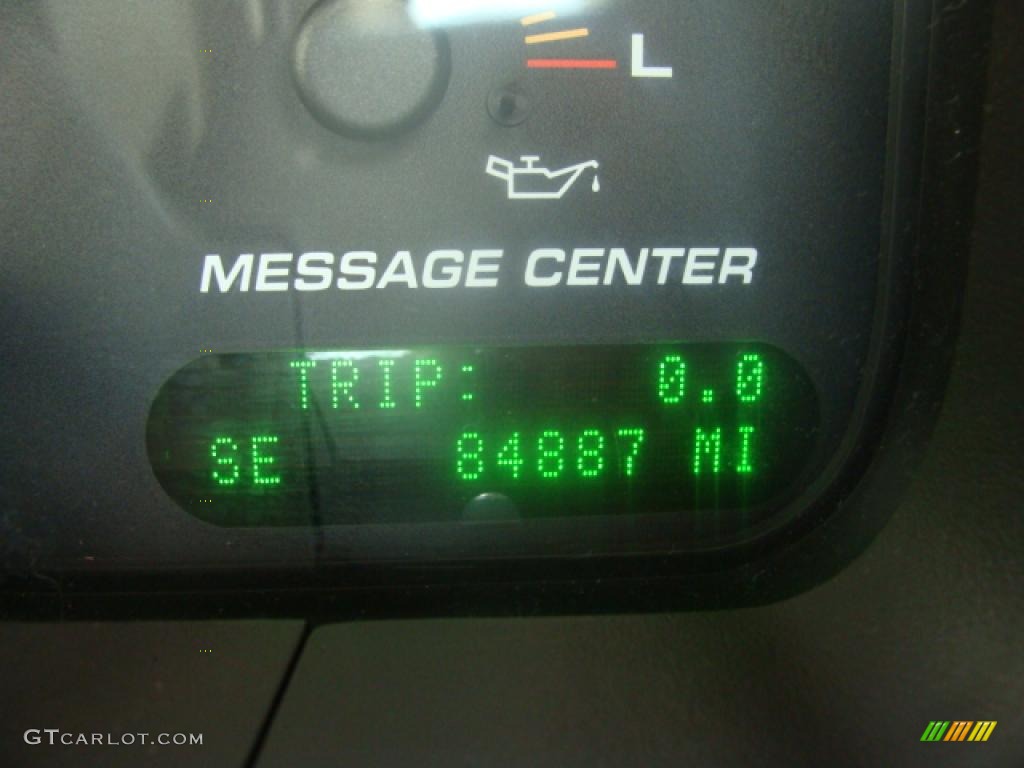 L
MESSAGE CENTER
TRIP: 0.0
SE 84887 MI
GTCARLOT.COM